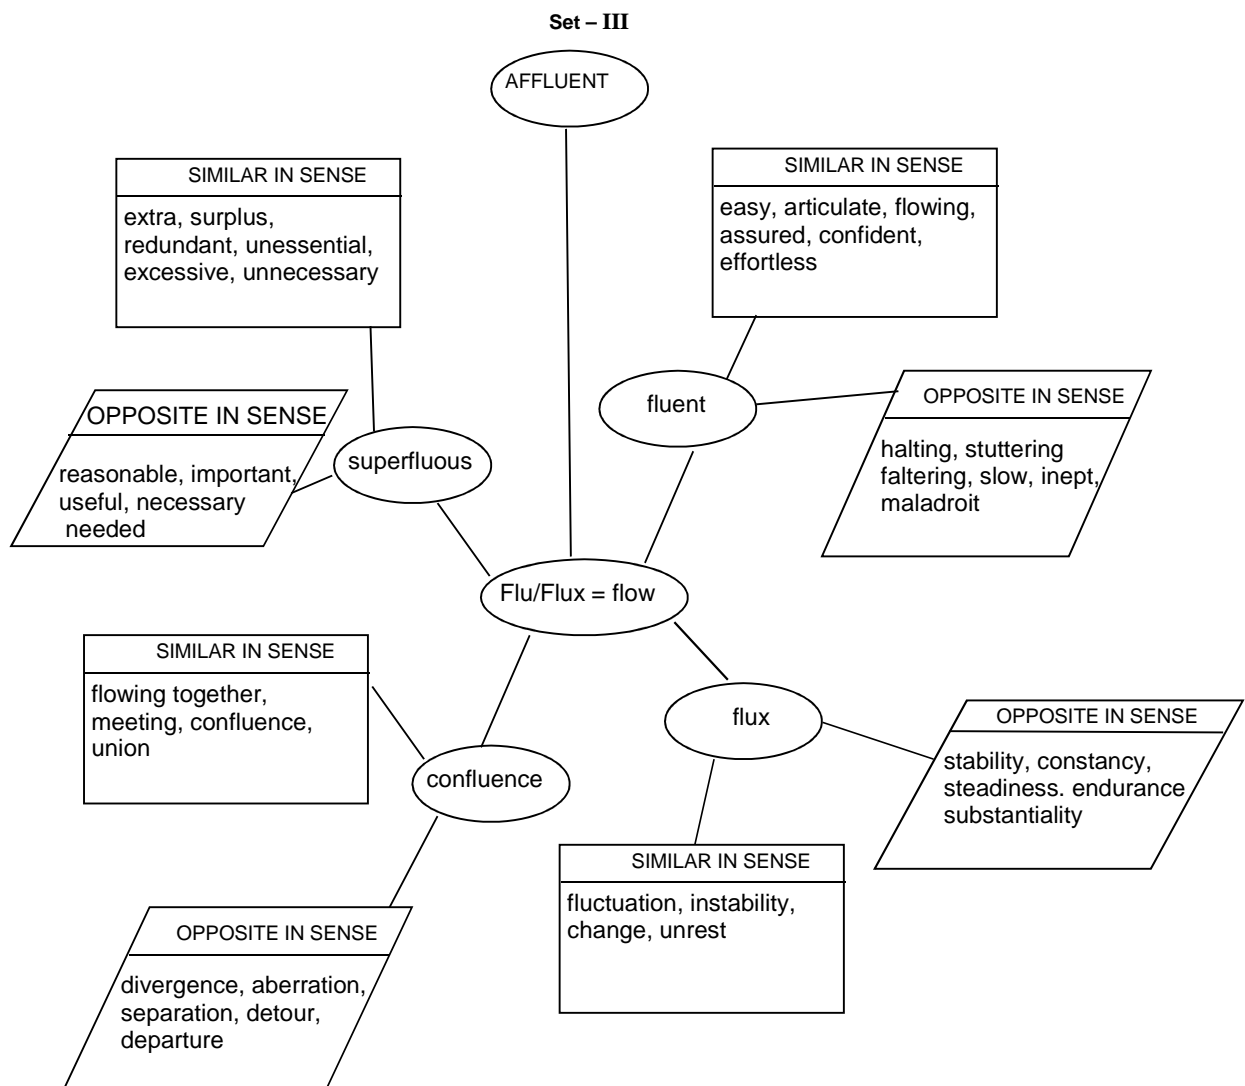 Set – III
AFFLUENT
SIMILAR IN SENSE
extra, surplus,
redundant, unessential,
excessive, unnecessary
SIMILAR IN SENSE
easy, articulate, flowing,
assured, confident,
effortless
OPPOSITE IN SENSE
reasonable, important,
useful, necessary
needed
superfluous
fluent
OPPOSITE IN SENSE
halting, stuttering
faltering, slow, inept,
maladroit
Flu/Flux = flow
SIMILAR IN SENSE
flowing together,
meeting, confluence,
union
confluence
flux
OPPOSITE IN SENSE
stability, constancy,
steadiness. endurance
substantiality
SIMILAR IN SENSE
fluctuation, instability,
change, unrest
OPPOSITE IN SENSE
divergence, aberration,
separation, detour,
departure